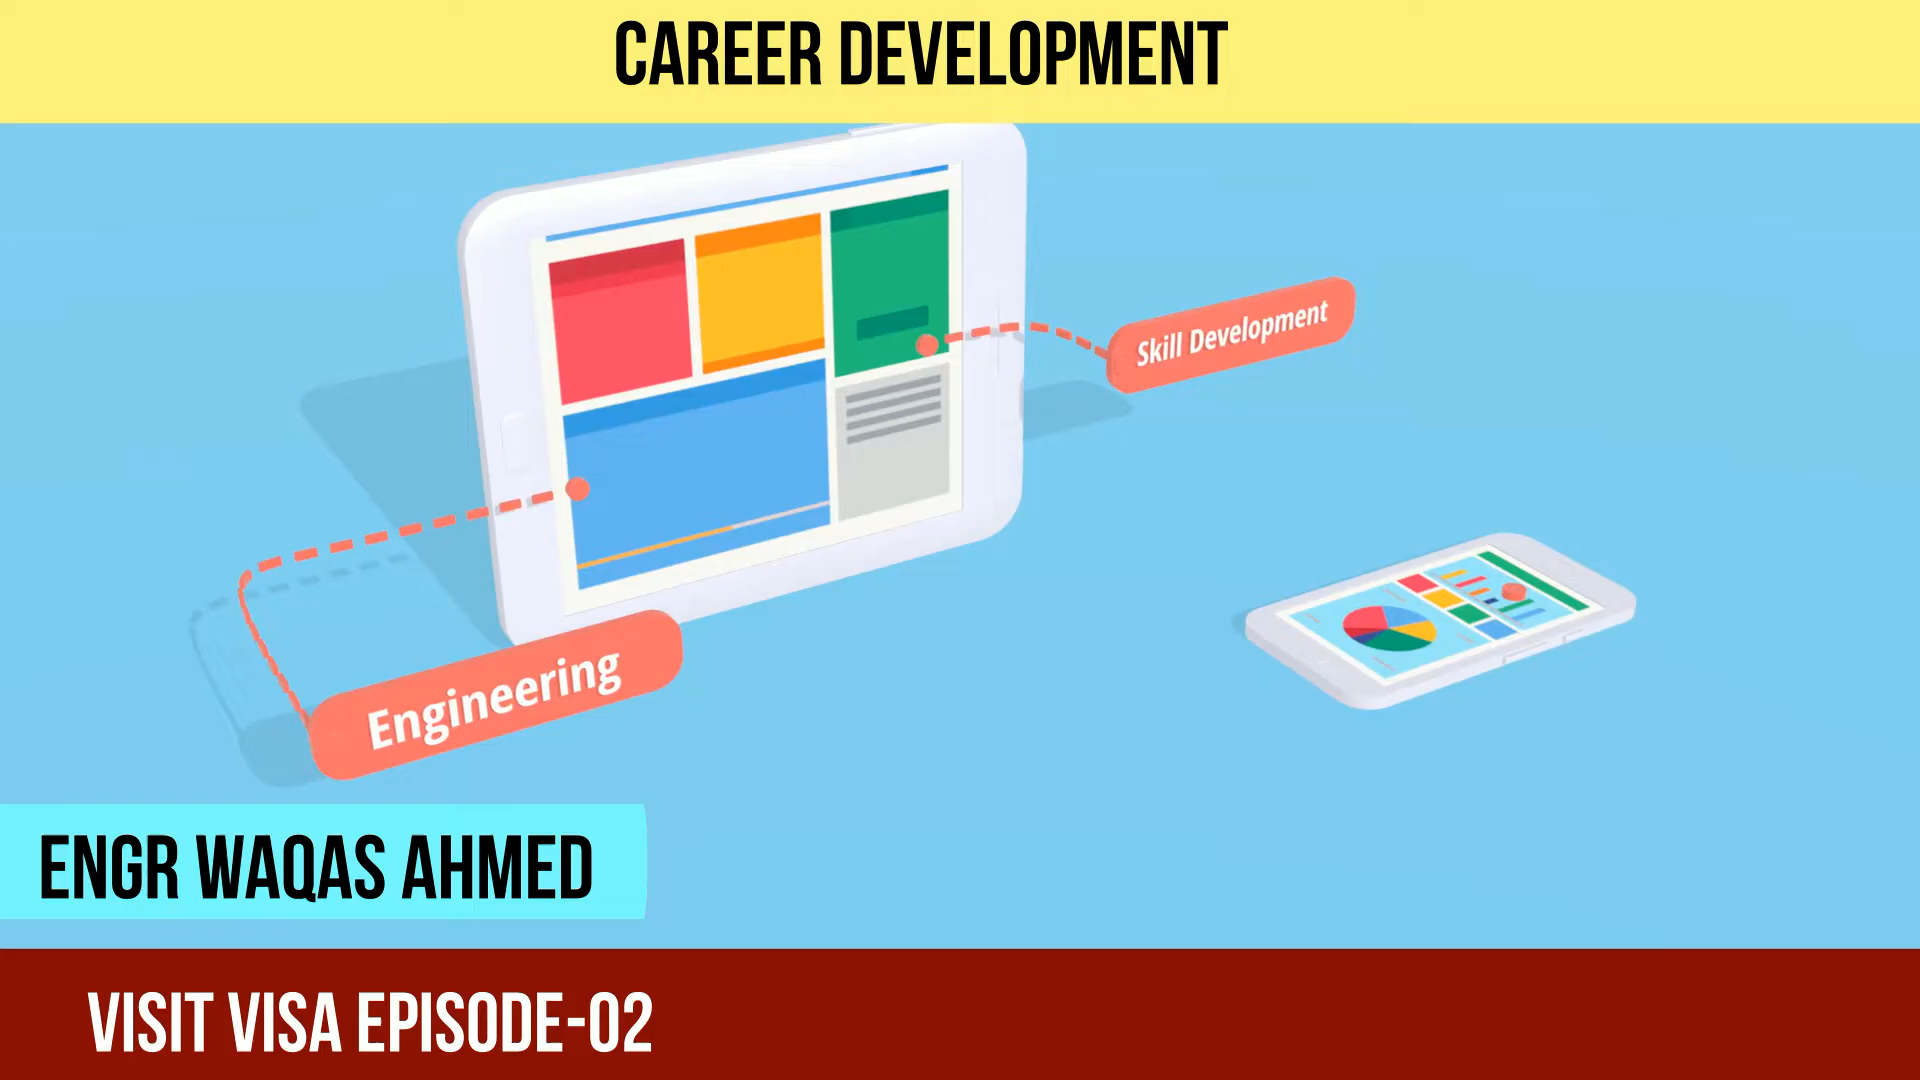 CAREER DEVELOPMENT
Skill Development
Engineering
ENGR WAQAS AHMED
VISIT VISA EPISODE-02